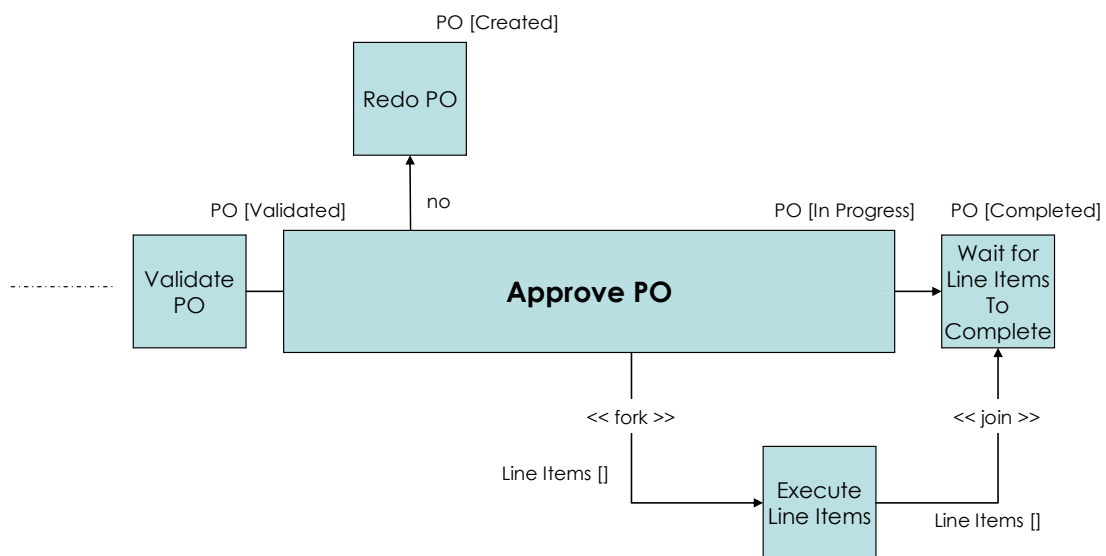 PO [Created]
Redo PO
no
PO [Validated]
PO [In Progress]
PO [Completed]
Validate
PO
Approve PO
Wait for
Line Items
To
Complete
<< fork >>
<< join >>
Line Items []
Execute
Line Items
Line Items []